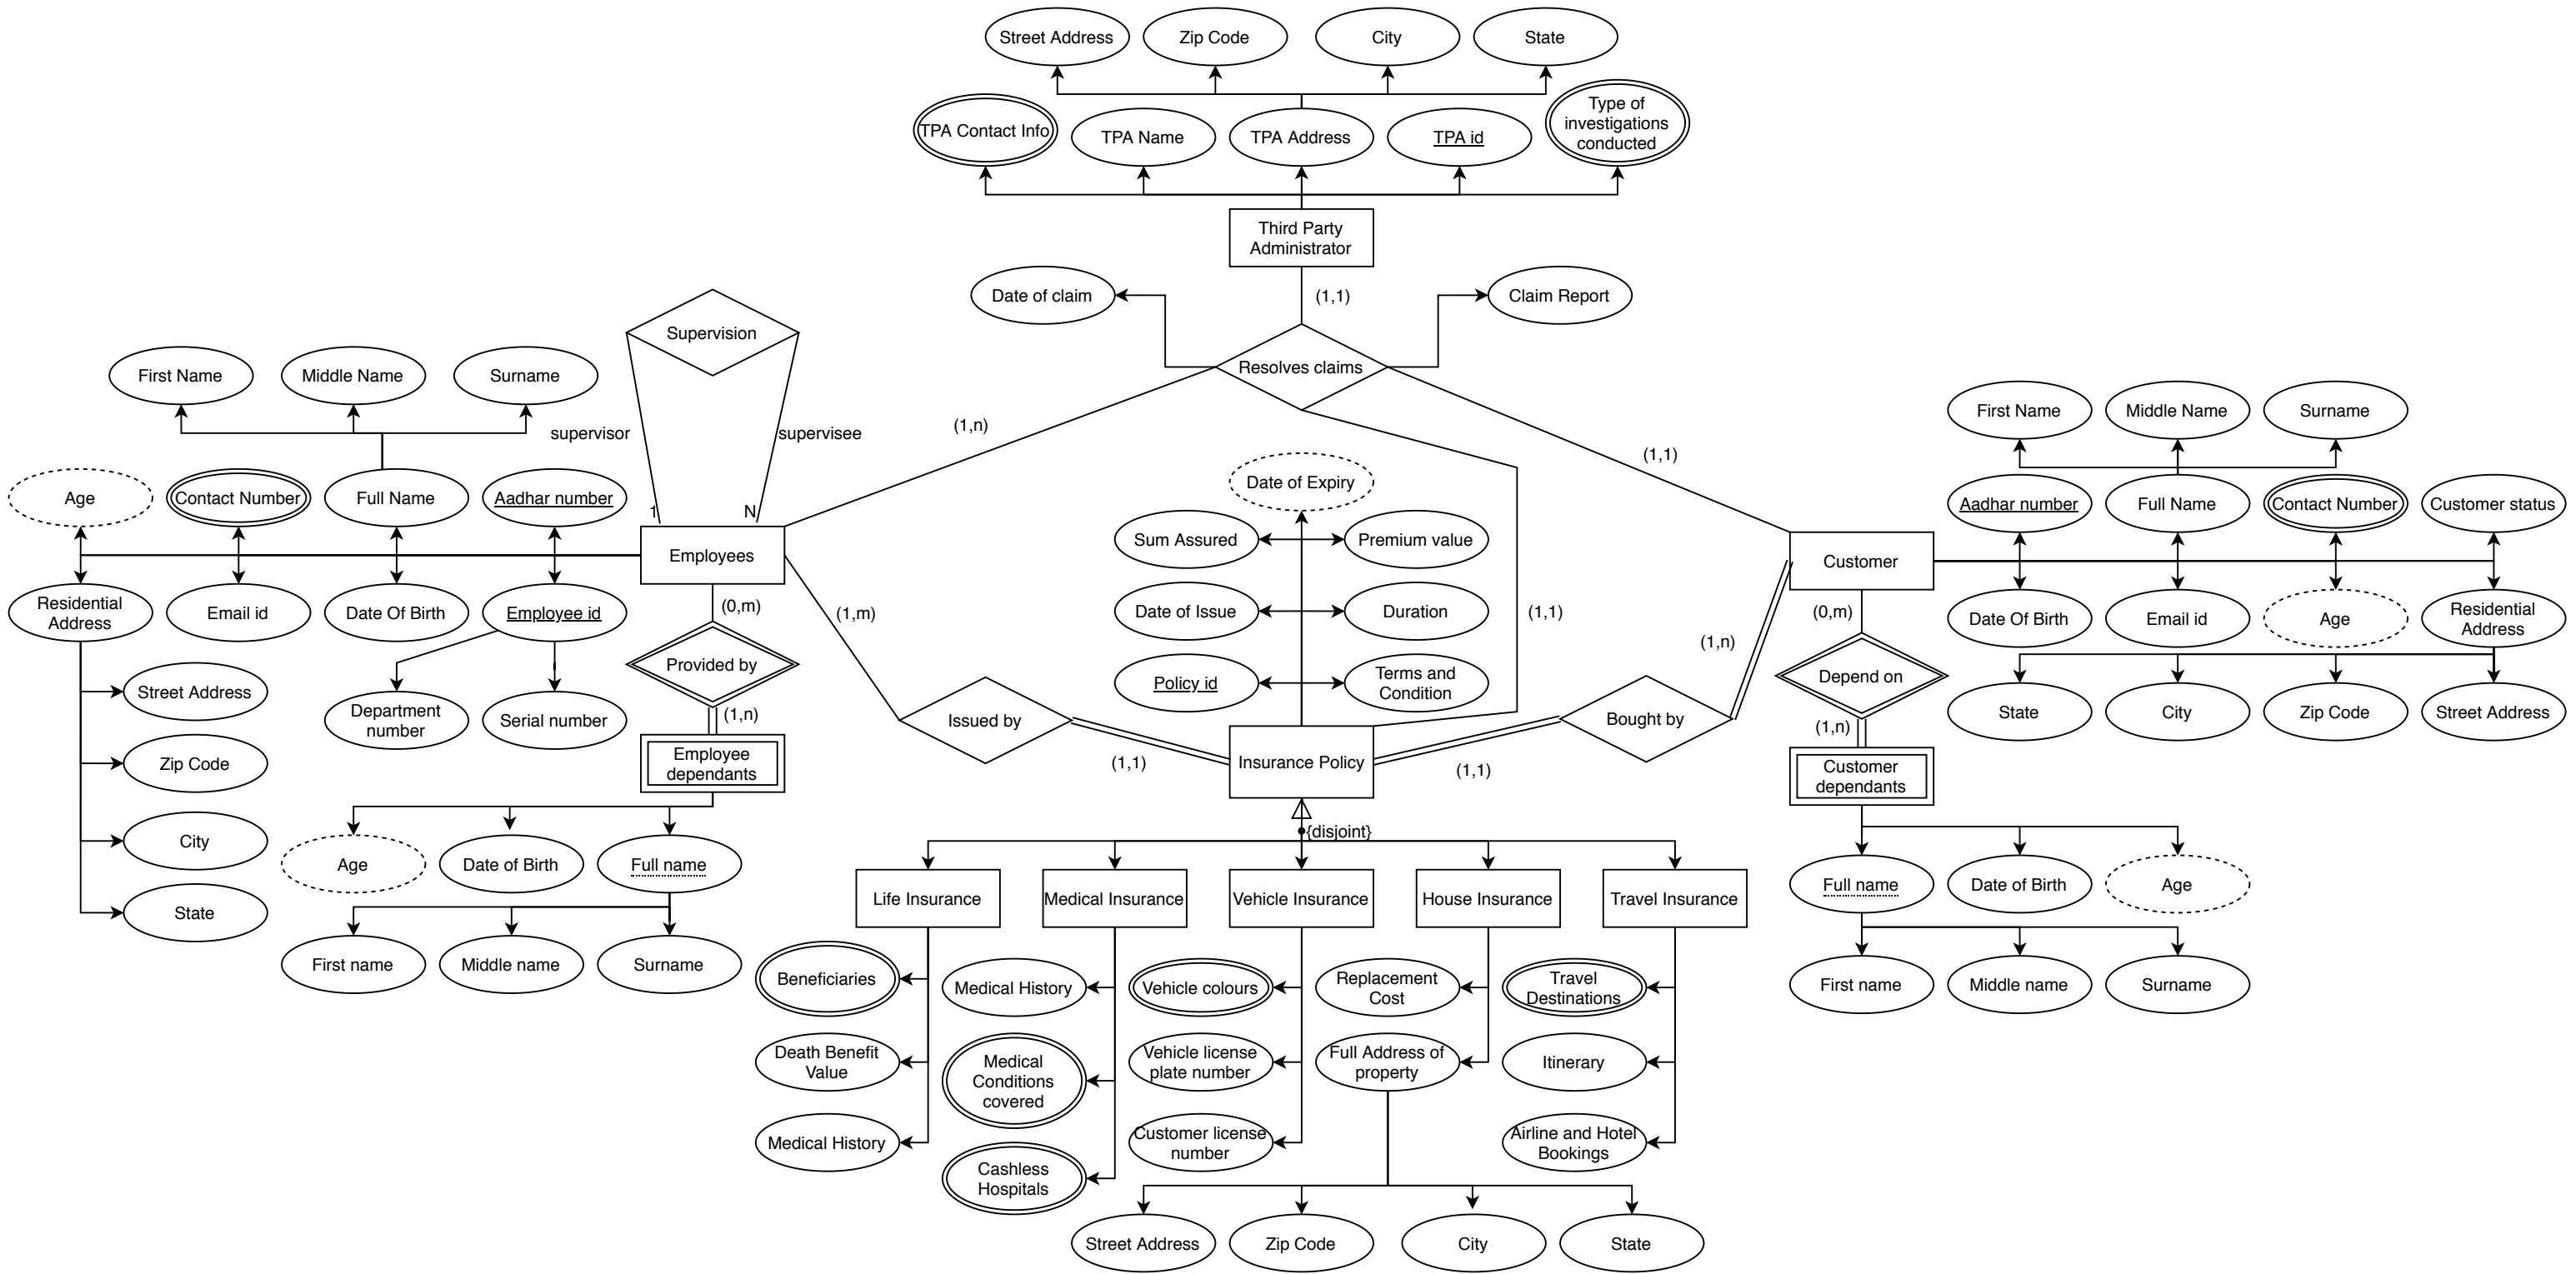 Street Address
Zip Code
City
State
TPA Contact Info
TPA Name
TPA Address
TPA id
Type of
investigations
conducted
Third Party
Administrator
Date of claim
(1,1)
Claim Report
Supervision
Resolves claims
First Name
Middle Name
Surname
supervisor
supervisee
(1,n)
(1,1)
First Name
Middle Name
Surname
Age
Contact Number
Full Name
Aadhar number
1
N
Date of Expiry
Aadhar number
Full Name
Contact Number
Customer status
Employees
Sum Assured
Premium value
Customer
Residential
Address
Email id
Date Of Birth
Employee id
(0,m)
(1,m)
Date of Issue
Duration
(1,1)
(1,n)
(0,m)
Date Of Birth
Email id
Age
Residential
Address
Provided by
Depend on
Street Address
Department
number
Serial number
(1,n)
Issued by
Policy id
Terms and
Condition
Bought by
(1,n)
State
City
Zip Code
Street Address
Zip Code
Employee
dependants
(1,1)
Insurance Policy
(1,1)
Customer
dependants
{disjoint}
City
Age
Date of Birth
Full name
Life Insurance
Medical Insurance
Vehicle Insurance
House Insurance
Travel Insurance
Full name
Date of Birth
Age
State
First name
Middle name
Surname
Beneficiaries
Medical History
Vehicle colours
Replacement
Cost
Travel
Destinations
First name
Middle name
Surname
Death Benefit
Value
Medical
Conditions
covered
Vehicle license
plate number
Full Address of
property
Itinerary
Medical History
Cashless
Hospitals
Customer license
number
Airline and Hotel
Bookings
Street Address
Zip Code
City
State